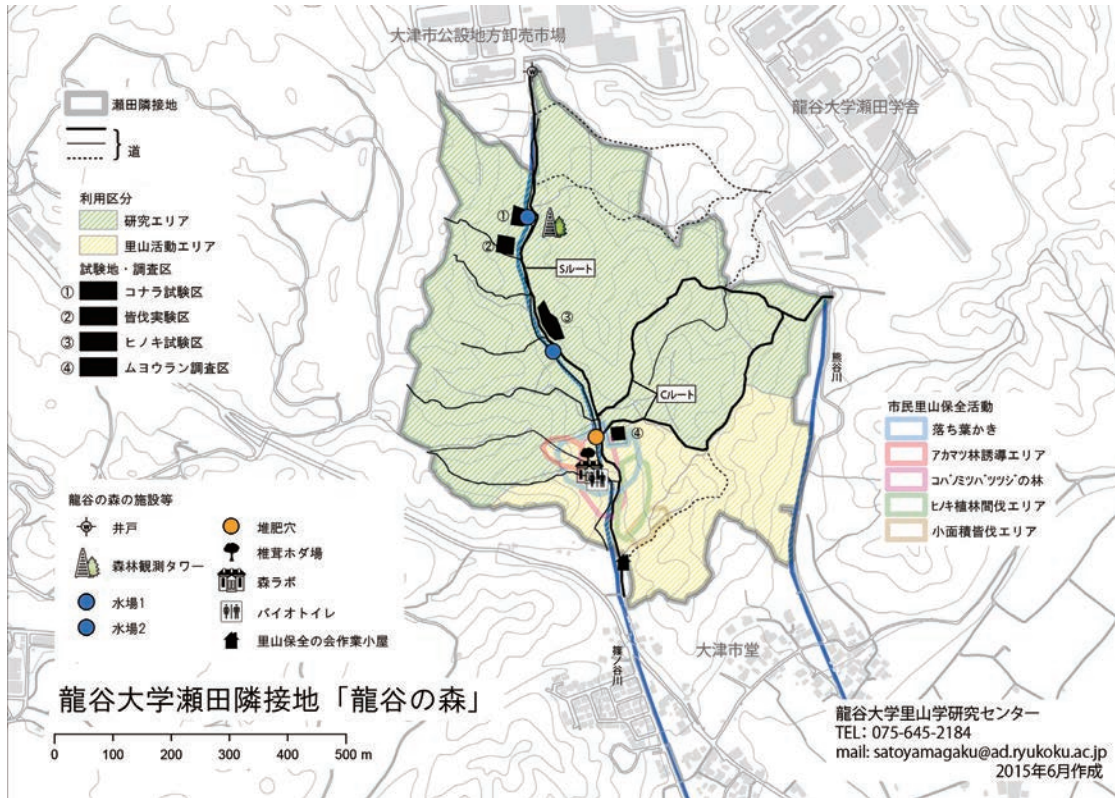 大津市公設地方卸売市場
龍谷大学瀬田学舎
瀬田隣接地
道
利用区分
研究エリア
里山活動エリア
試験地・調査区
① コナラ試験区
② 皆伐実験区
③ ヒノキ試験区
④ ムヨウラン調査区
①
②
Sルート
③
Cルート
④
熊谷川
市民里山保全活動
落ち葉かき
アカマツ林誘導エリア
コバノミツバツツジの林
ヒノキ植林間伐エリア
小面積皆伐エリア
龍谷の森の施設等
井戸
森林観測タワー
水場1
水場2
堆肥穴
椎茸ホダ場
森ラボ
バイオトイレ
里山保全の会作業小屋
大津市堂
篠ノ谷川
龍谷大学瀬田隣接地「龍谷の森」
0 100 200 300 400 500 m
龍谷大学里山学研究センター
TEL: 075-645-2184
mail: satoyamagaku@ad.ryukoku.ac.jp
2015年6月作成